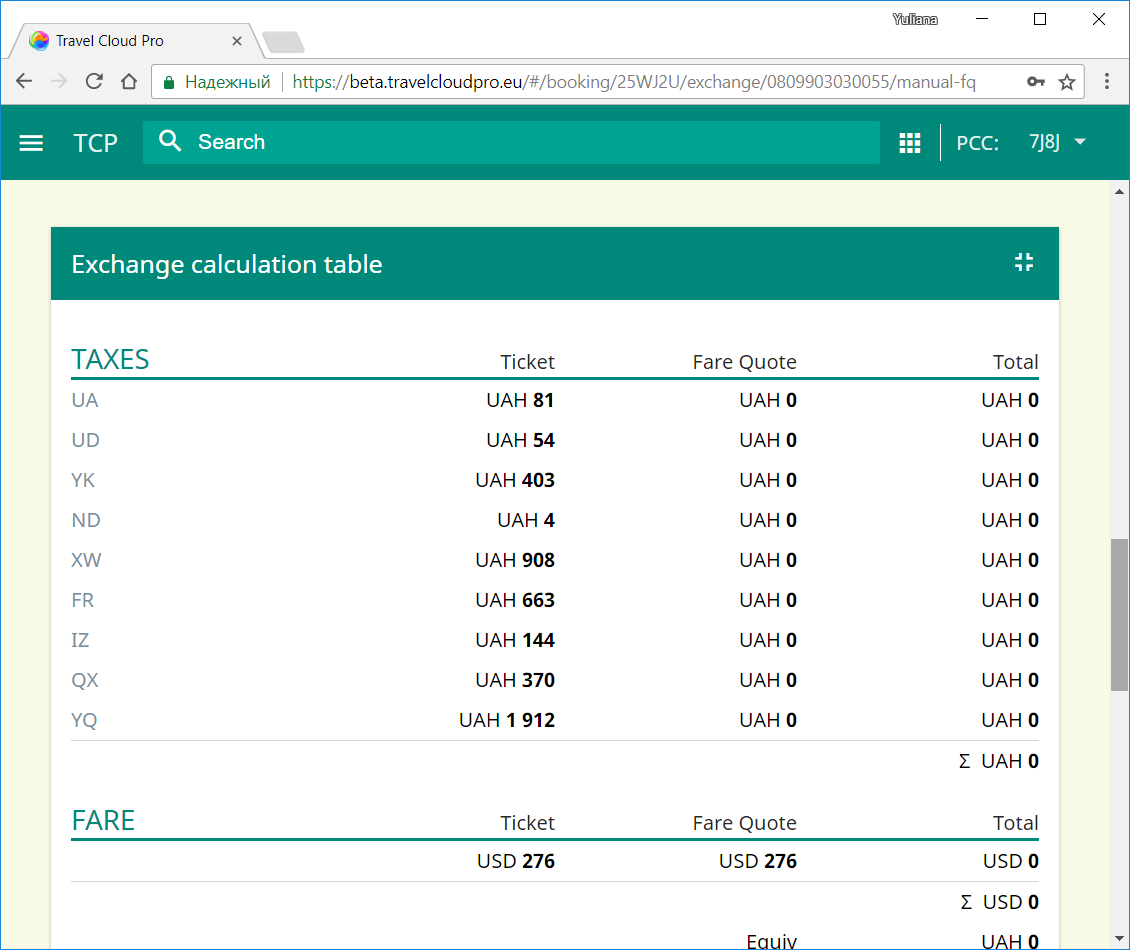 Yuliana
Travel Cloud Pro
Надежный https://beta.travelcloudpro.eu/#/booking/25WJ2U/exchange/0809903030055/manual-fq
TCP Search PCC: 7J8J
Exchange calculation table
TAXES Ticket Fare Quote Total
UA UAH 81 UAH 0 UAH 0
UD UAH 54 UAH 0 UAH 0
YK UAH 403 UAH 0 UAH 0
ND UAH 4 UAH 0 UAH 0
XW UAH 908 UAH 0 UAH 0
FR UAH 663 UAH 0 UAH 0
IZ UAH 144 UAH 0 UAH 0
QX UAH 370 UAH 0 UAH 0
YQ UAH 1 912 UAH 0 UAH 0
Σ UAH 0
FARE Ticket Fare Quote Total
USD 276 USD 276 USD 0
Σ USD 0
Equiv UAH 0